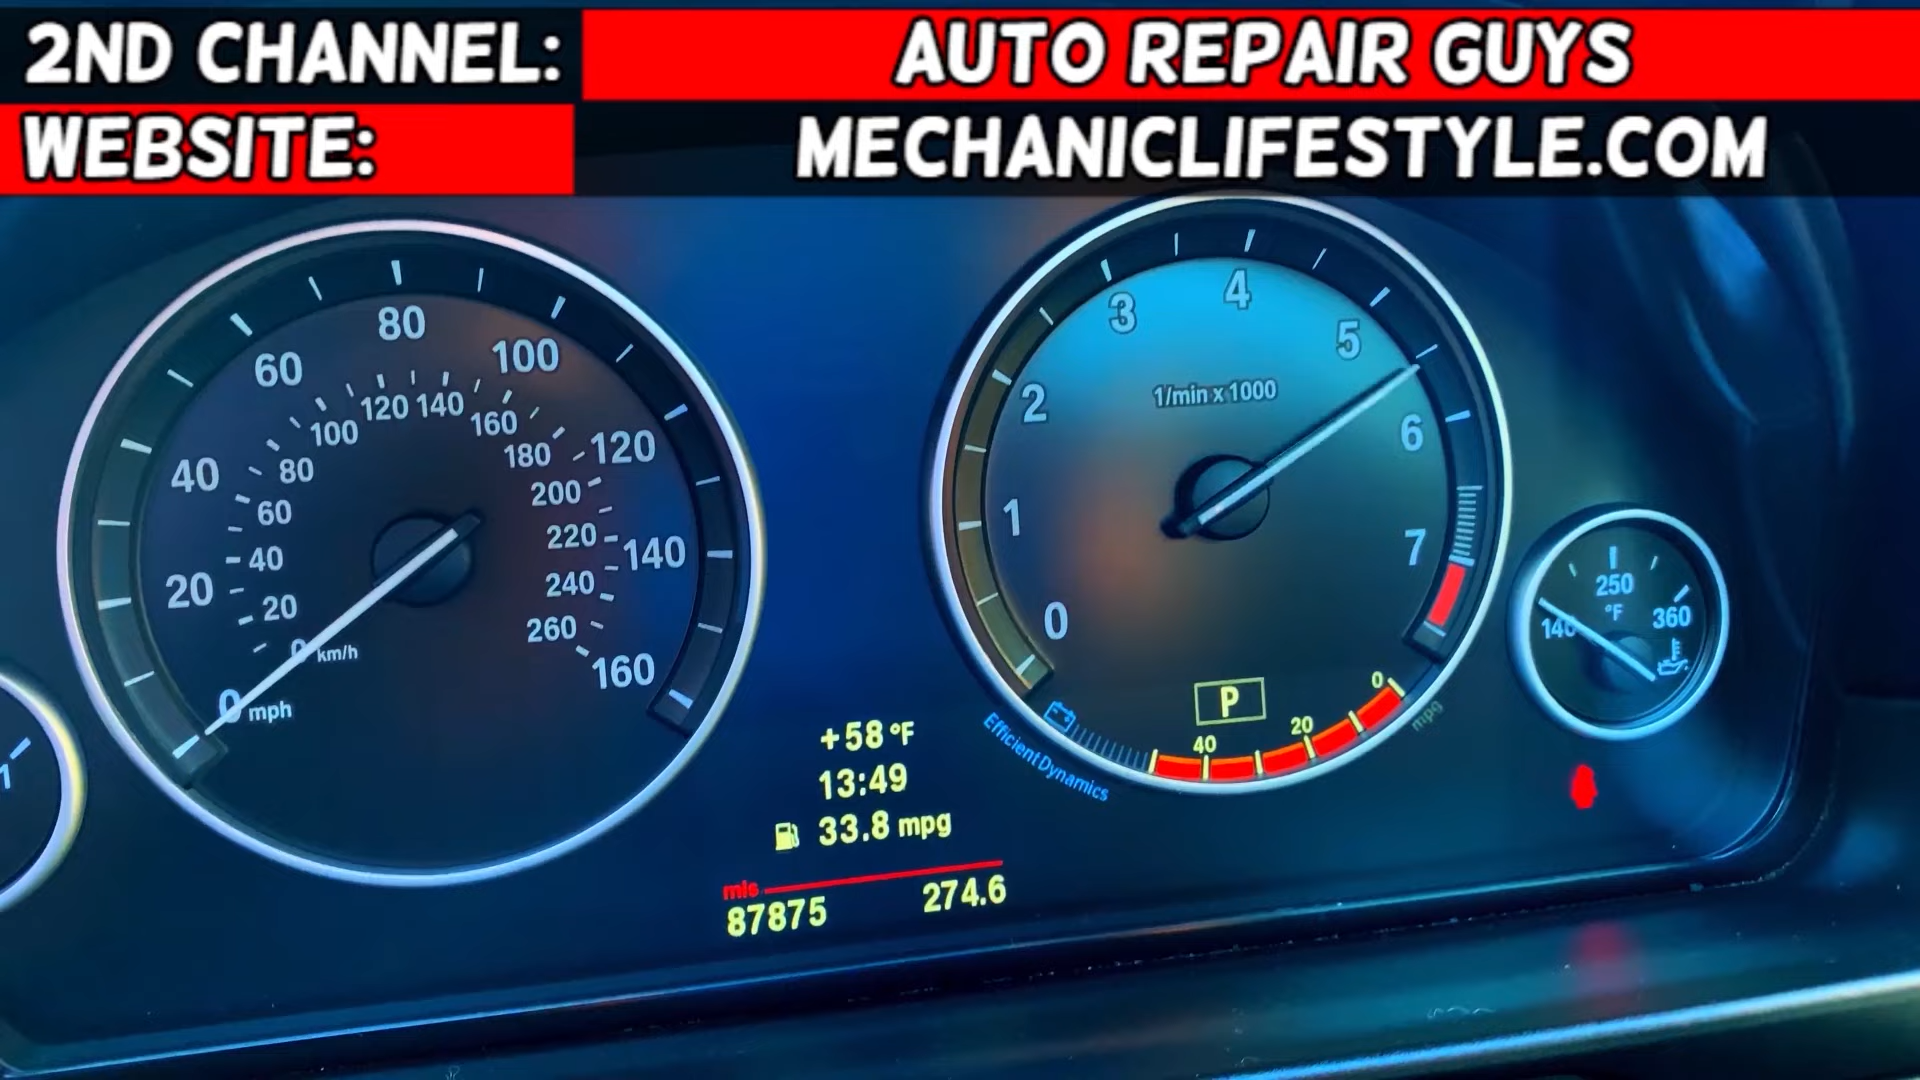 2ND CHANNEL: AUTO REPAIR GUYS
WEBSITE: MECHANICLIFESTYLE.COM
0 20 40 60 80 100 120 140 160
mph
0 20 40 60 80 100 120 140 160 180 200 220 240 260
km/h
+58 °F
13:49
33.8 mpg
mls
87875 274.6
0 1 2 3 4 5 6 7
1/min x 1000
P
40 20 0
mpg
EfficientDynamics
140 250 360
°F
1